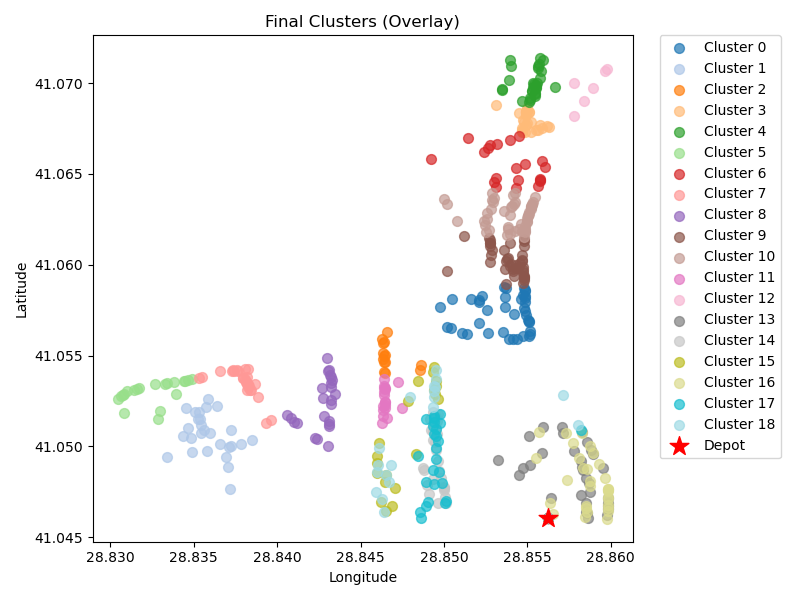 Final Clusters (Overlay)
Latitude
41.070
41.065
41.060
41.055
41.050
41.045
28.830 28.835 28.840 28.845 28.850 28.855 28.860
Longitude
Cluster 0
Cluster 1
Cluster 2
Cluster 3
Cluster 4
Cluster 5
Cluster 6
Cluster 7
Cluster 8
Cluster 9
Cluster 10
Cluster 11
Cluster 12
Cluster 13
Cluster 14
Cluster 15
Cluster 16
Cluster 17
Cluster 18
Depot